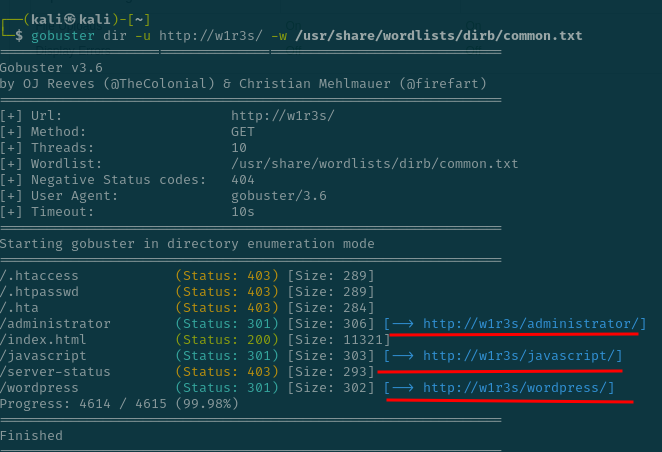 ┌──(kali㉿kali)-[~]
└─$ gobuster dir -u http://w1r3s/ -w /usr/share/wordlists/dirb/common.txt
===============================================================
Gobuster v3.6
by OJ Reeves (@TheColonial) & Christian Mehlmauer (@firefart)
===============================================================
[+] Url:                     http://w1r3s/
[+] Method:                  GET
[+] Threads:                 10
[+] Wordlist:                /usr/share/wordlists/dirb/common.txt
[+] Negative Status codes:   404
[+] User Agent:              gobuster/3.6
[+] Timeout:                 10s
===============================================================
Starting gobuster in directory enumeration mode
===============================================================
/.htaccess            (Status: 403) [Size: 289]
/.htpasswd            (Status: 403) [Size: 289]
/.hta                 (Status: 403) [Size: 284]
/administrator        (Status: 301) [Size: 306] [--> http://w1r3s/administrator/]
/index.html           (Status: 200) [Size: 11321]
/javascript           (Status: 301) [Size: 303] [--> http://w1r3s/javascript/]
/server-status        (Status: 403) [Size: 293]
/wordpress            (Status: 301) [Size: 302] [--> http://w1r3s/wordpress/]
Progress: 4614 / 4615 (99.98%)
===============================================================
Finished
===============================================================